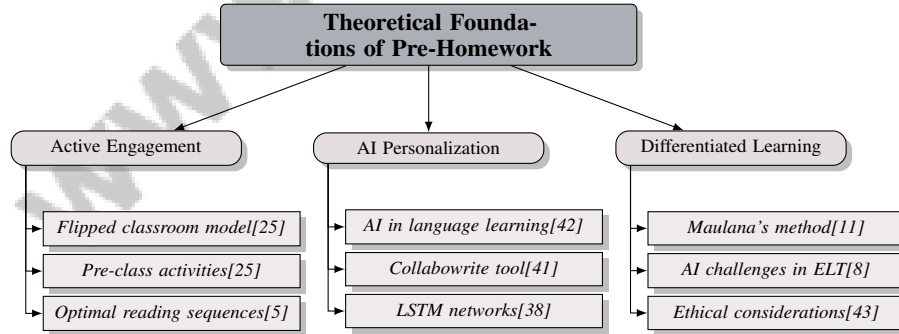 Theoretical Founda-
tions of Pre-Homework
Active Engagement
AI Personalization
Differentiated Learning
Flipped classroom model[25]
Pre-class activities[25]
Optimal reading sequences[5]
AI in language learning[42]
Collabowrite tool[41]
LSTM networks[38]
Maulana's method[11]
AI challenges in ELT[8]
Ethical considerations[43]